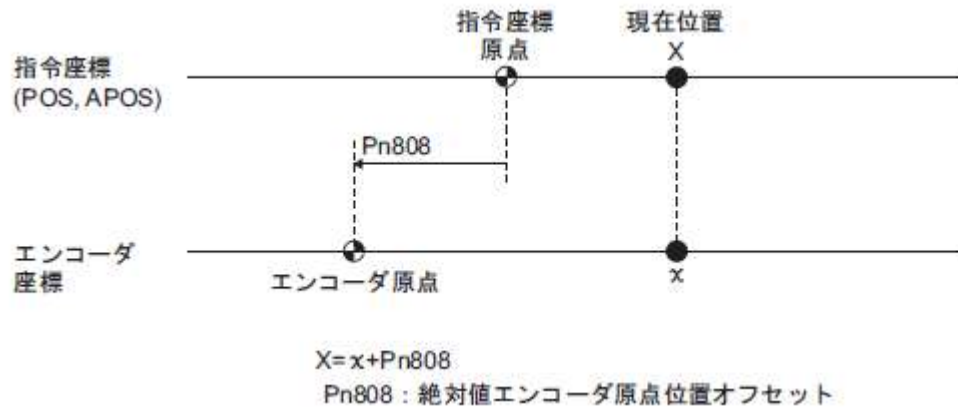 指令座標
原点
現在位置
X
指令座標
(POS, APOS)
Pn808
エンコーダ
座標
エンコーダ原点
x
X=x+Pn808
Pn808：絶対値エンコーダ原点位置オフセット